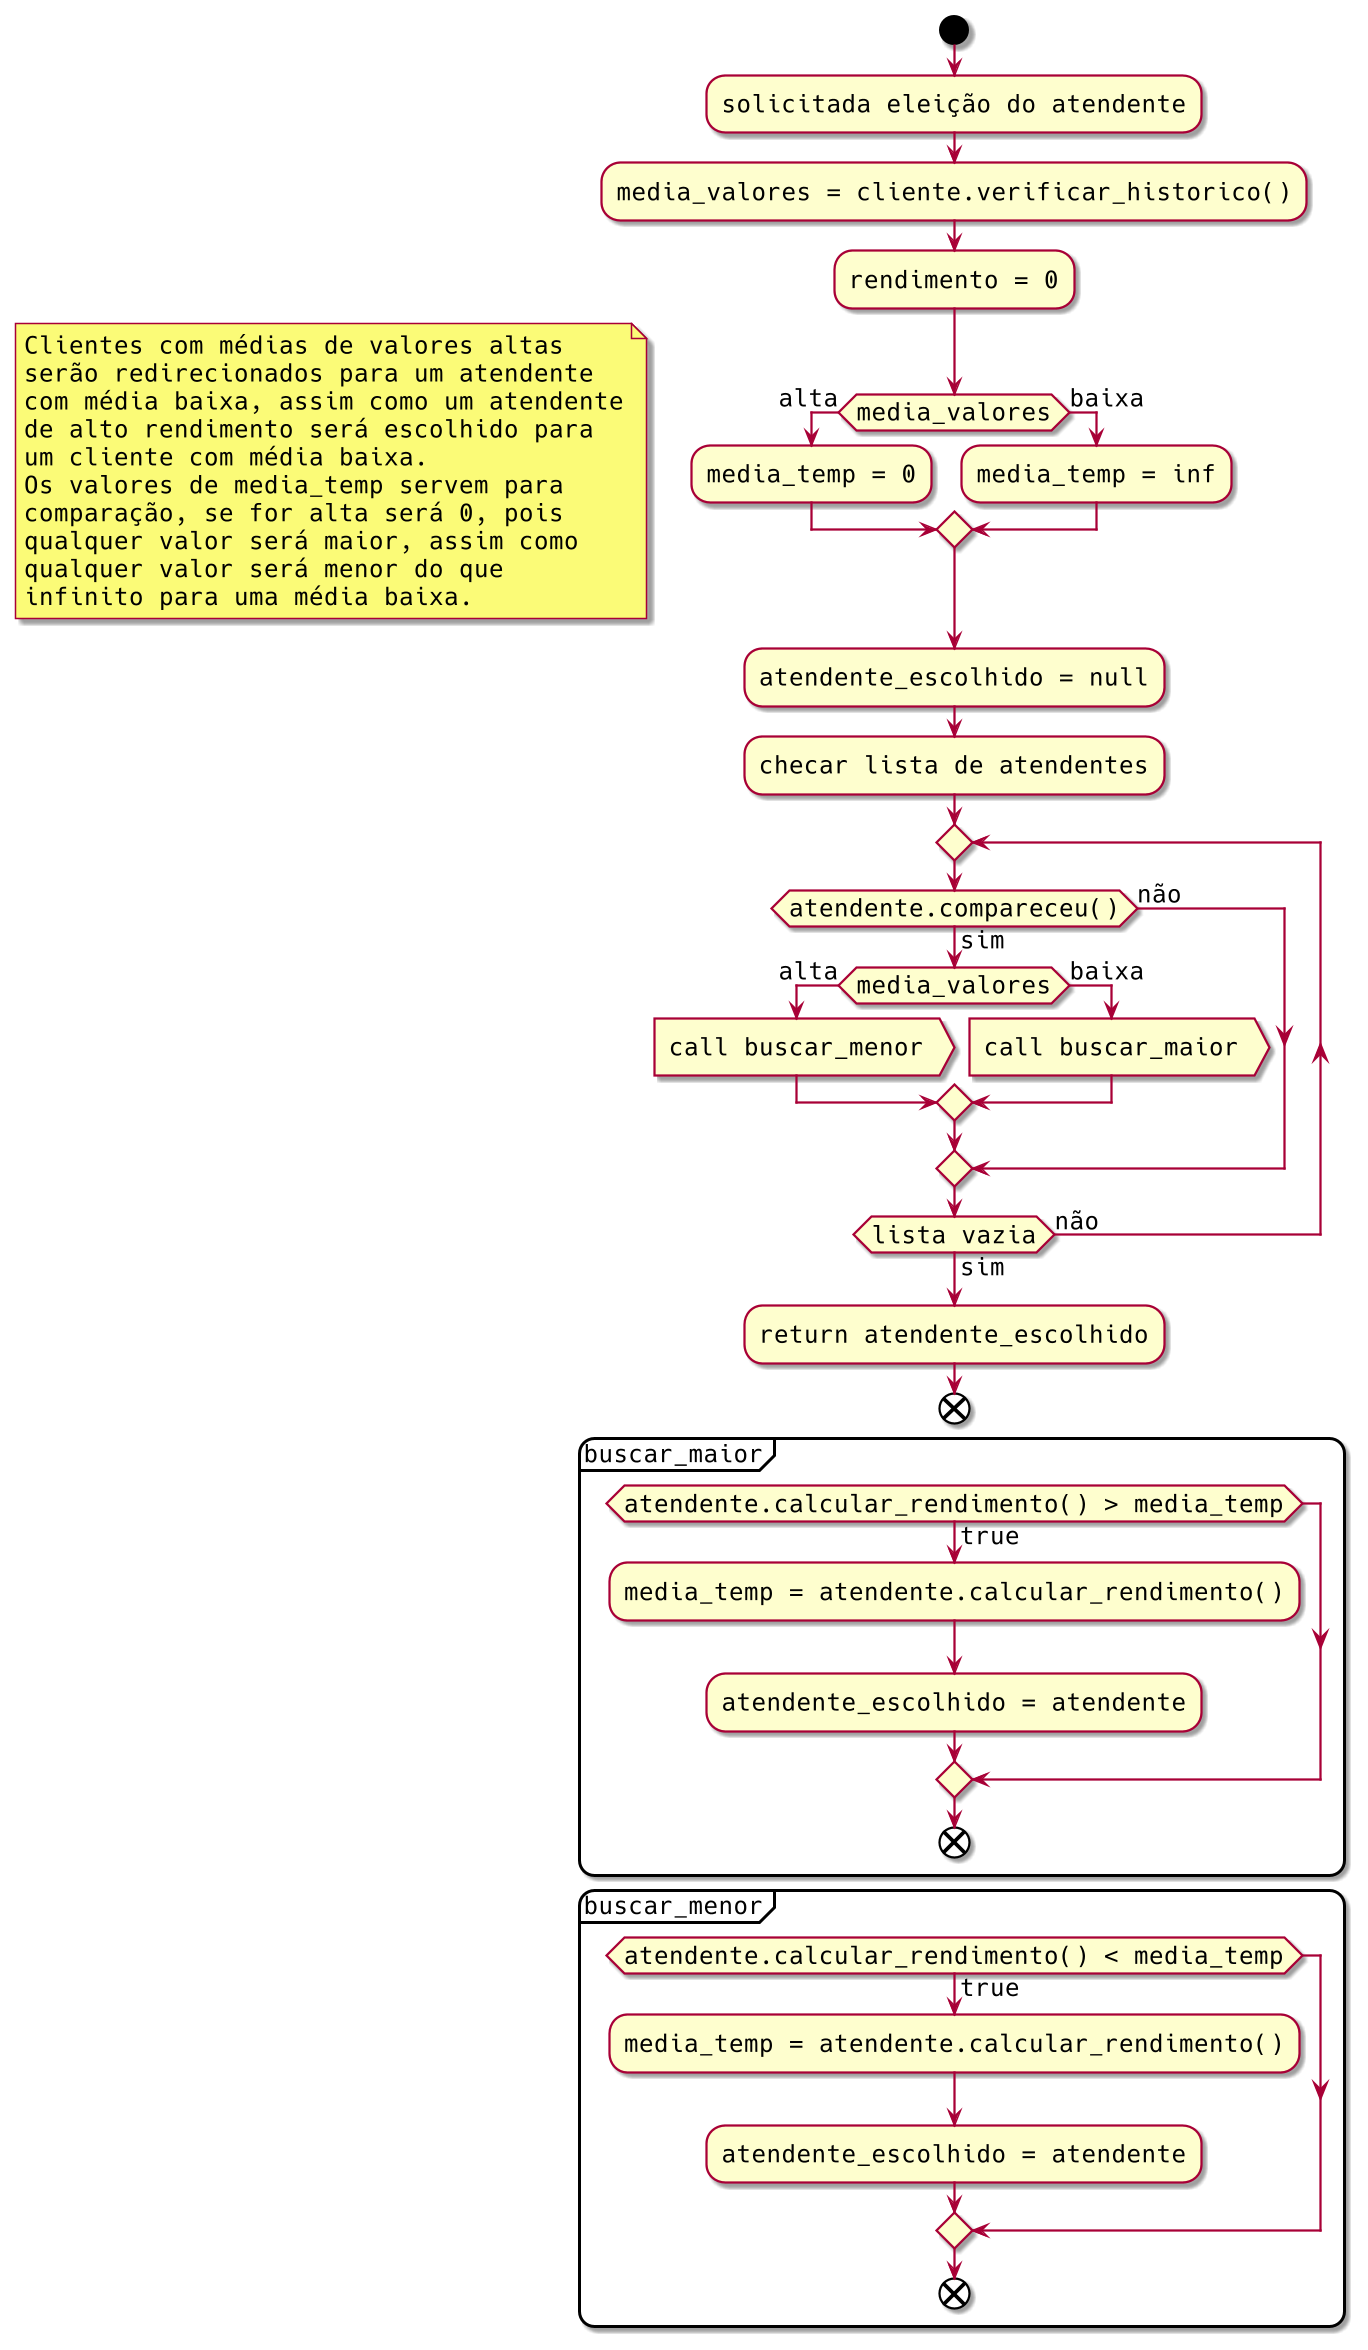 solicitada eleição do atendente
media_valores = cliente.verificar_historico()
rendimento = 0
Clientes com médias de valores altas
serão redirecionados para um atendente
com média baixa, assim como um atendente
de alto rendimento será escolhido para
um cliente com média baixa.
Os valores de media_temp servem para
comparação, se for alta será 0, pois
qualquer valor será maior, assim como
qualquer valor será menor do que
infinito para uma média baixa.
alta
media_valores
baixa
media_temp = 0
media_temp = inf
atendente_escolhido = null
checar lista de atendentes
atendente.compareceu()
não
sim
alta
media_valores
baixa
call buscar_menor
call buscar_maior
lista vazia
não
sim
return atendente_escolhido
buscar_maior
atendente.calcular_rendimento() > media_temp
true
media_temp = atendente.calcular_rendimento()
atendente_escolhido = atendente
buscar_menor
atendente.calcular_rendimento() < media_temp
true
media_temp = atendente.calcular_rendimento()
atendente_escolhido = atendente